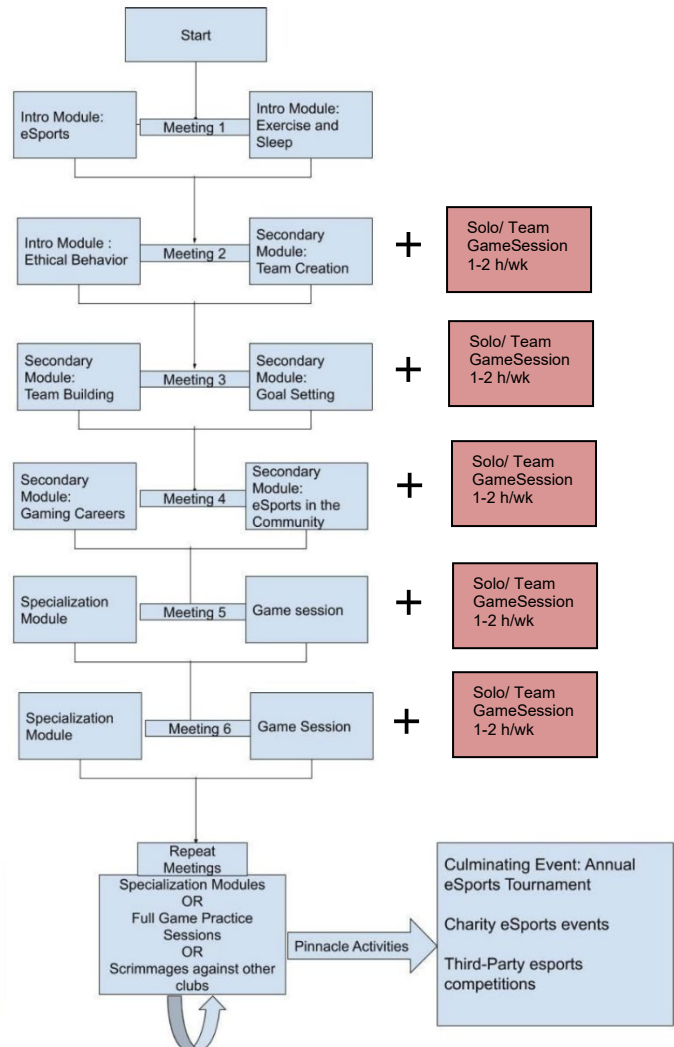 Start
Intro Module:
eSports
Meeting 1
Intro Module:
Exercise and
Sleep
Intro Module :
Ethical Behavior
Meeting 2
Secondary
Module:
Team Creation
+
Solo/ Team
GameSession
1-2 h/wk
Secondary
Module:
Team Building
Meeting 3
Secondary
Module:
Goal Setting
+
Solo/ Team
GameSession
1-2 h/wk
Secondary
Module:
Gaming Careers
Meeting 4
Secondary
Module:
eSports in the
Community
+
Solo/ Team
GameSession
1-2 h/wk
Specialization
Module
Meeting 5
Game session
+
Solo/ Team
GameSession
1-2 h/wk
Specialization
Module
Meeting 6
Game Session
+
Solo/ Team
GameSession
1-2 h/wk
Repeat
Meetings
Specialization Modules
OR
Full Game Practice
Sessions
OR
Scrimmages against other
clubs
Pinnacle Activities
Culminating Event: Annual
eSports Tournament
Charity eSports events
Third-Party esports
competitions